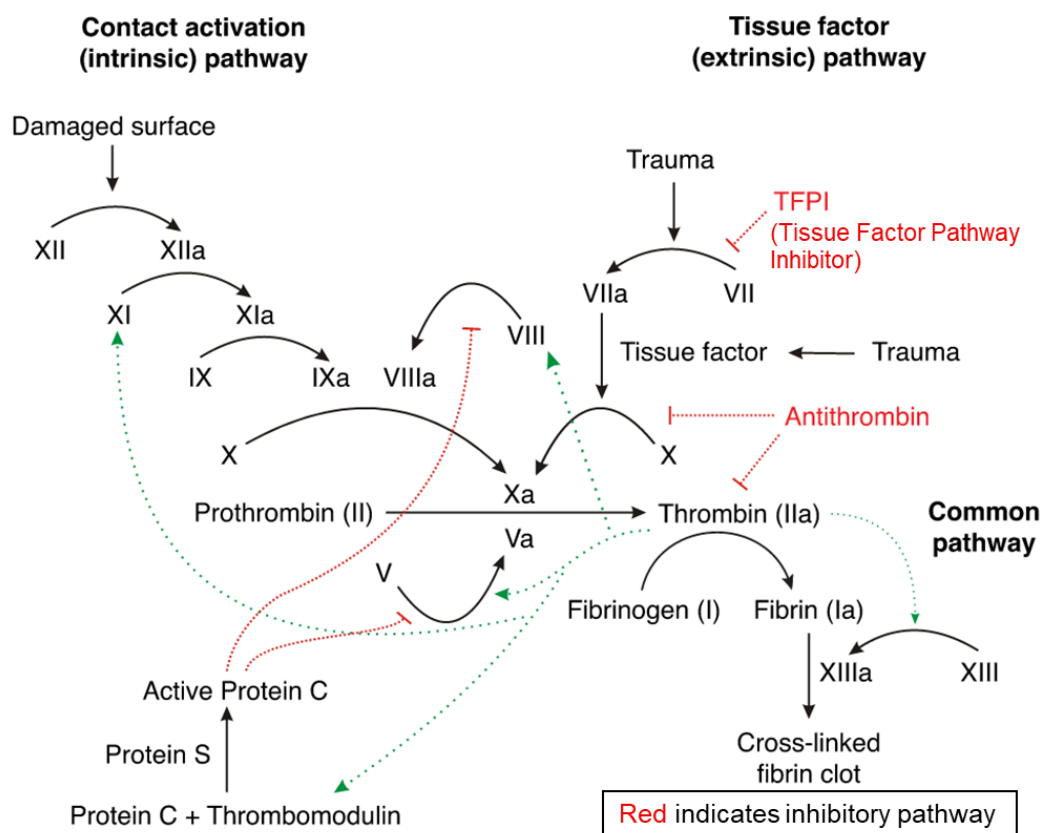 Contact activation
(intrinsic) pathway
Tissue factor
(extrinsic) pathway
Damaged surface
Trauma
TFPI
(Tissue Factor Pathway
Inhibitor)
XII
XIIa
VIIa
VII
XI
XIa
VIII
Tissue factor
Trauma
IX
IXa
VIIIa
Antithrombin
X
X
Xa
Prothrombin (II)
Thrombin (IIa)
Common
pathway
Va
V
Fibrinogen (I)
Fibrin (Ia)
XIIIa
XIII
Active Protein C
Protein S
Cross-linked
fibrin clot
Protein C + Thrombomodulin
Red indicates inhibitory pathway